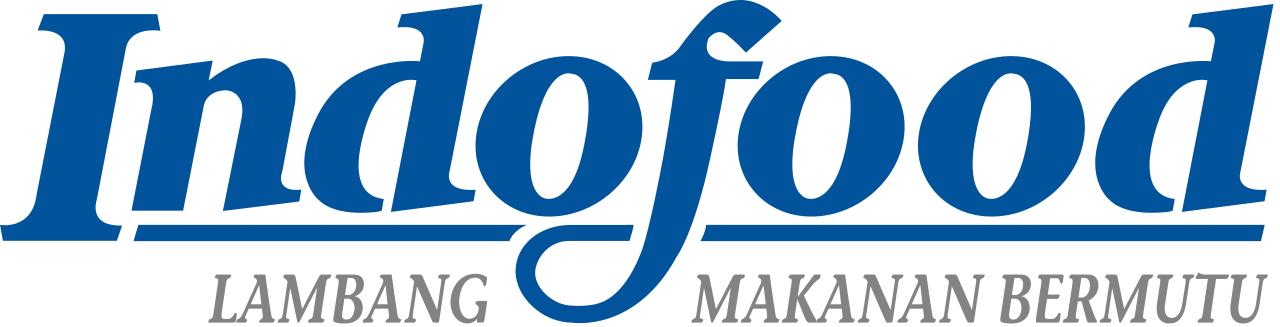 Indofood
LAMBANG MAKANAN BERMUTU